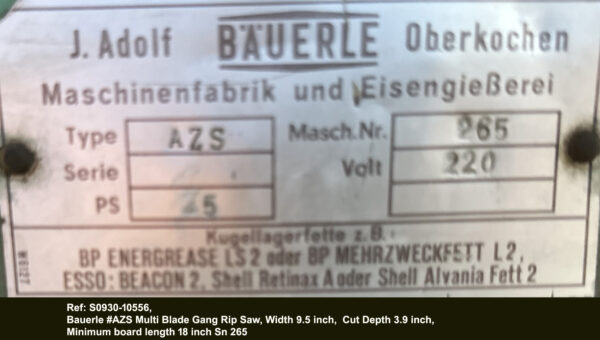 J. Adolf BÄUERLE Oberkochen
Maschinenfabrik und Eisengießerei
Type AZS Masch.Nr. 265
Serie Volt 220
PS 25
Kugellagerfette z.B.:
BP ENERGREASE LS 2 oder BP MEHRZWECKFETT L2,
ESSO: BEACON 2, Shell Retinax A oder Shell Alvania Fett 2
Ref: S0930-10556,
Bauerle #AZS Multi Blade Gang Rip Saw, Width 9.5 inch, Cut Depth 3.9 inch,
Minimum board length 18 inch Sn 265